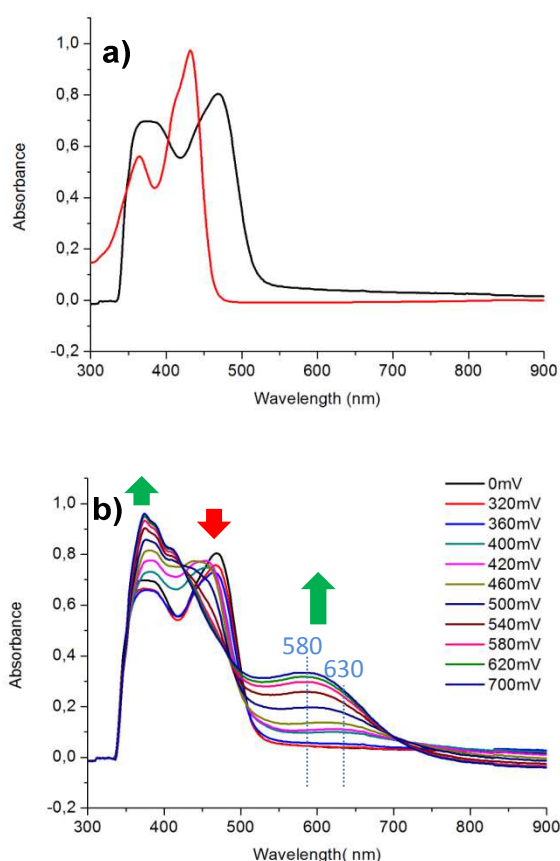 a)
1,0
0,8
0,6
0,4
0,2
0,0
-0,2
Absorbance
300 400 500 600 700 800 900
Wavelength (nm)
b)
1,0
0,8
0,6
0,4
0,2
0,0
-0,2
Absorbance
580
630
0mV
320mV
360mV
400mV
420mV
460mV
500mV
540mV
580mV
620mV
700mV
300 400 500 600 700 800 900
Wavelength( nm)